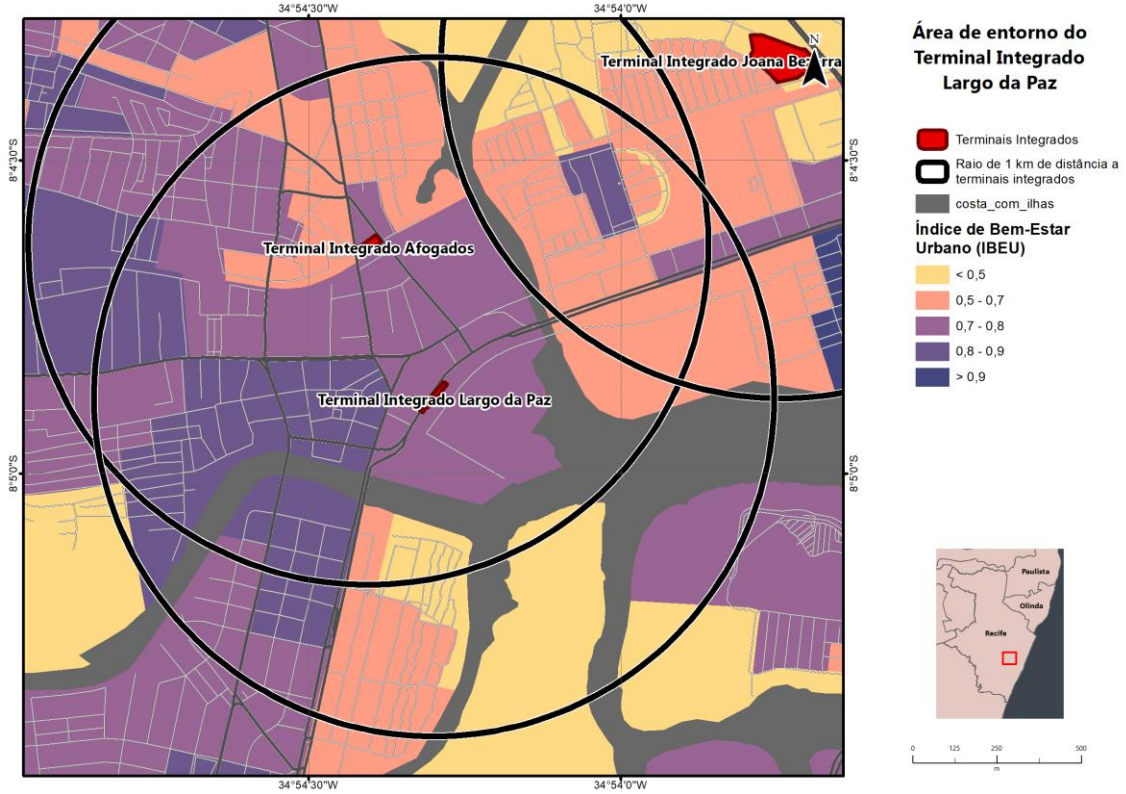 34°54'30"W
34°54'0"W
8°4'30"S
8°4'30"S
N
Terminal Integrado Joana Bezerra
Terminal Integrado Afogados
Terminal Integrado Largo da Paz
8°5'0"S
8°5'0"S
34°54'30"W
34°54'0"W
Área de entorno do
Terminal Integrado
Largo da Paz
Terminais Integrados
Raio de 1 km de distância a
terminais integrados
costa_com_ilhas
Índice de Bem-Estar
Urbano (IBEU)
< 0,5
0,5 - 0,7
0,7 - 0,8
0,8 - 0,9
> 0,9
Paulista
Olinda
Recife
0 125 250 500
m